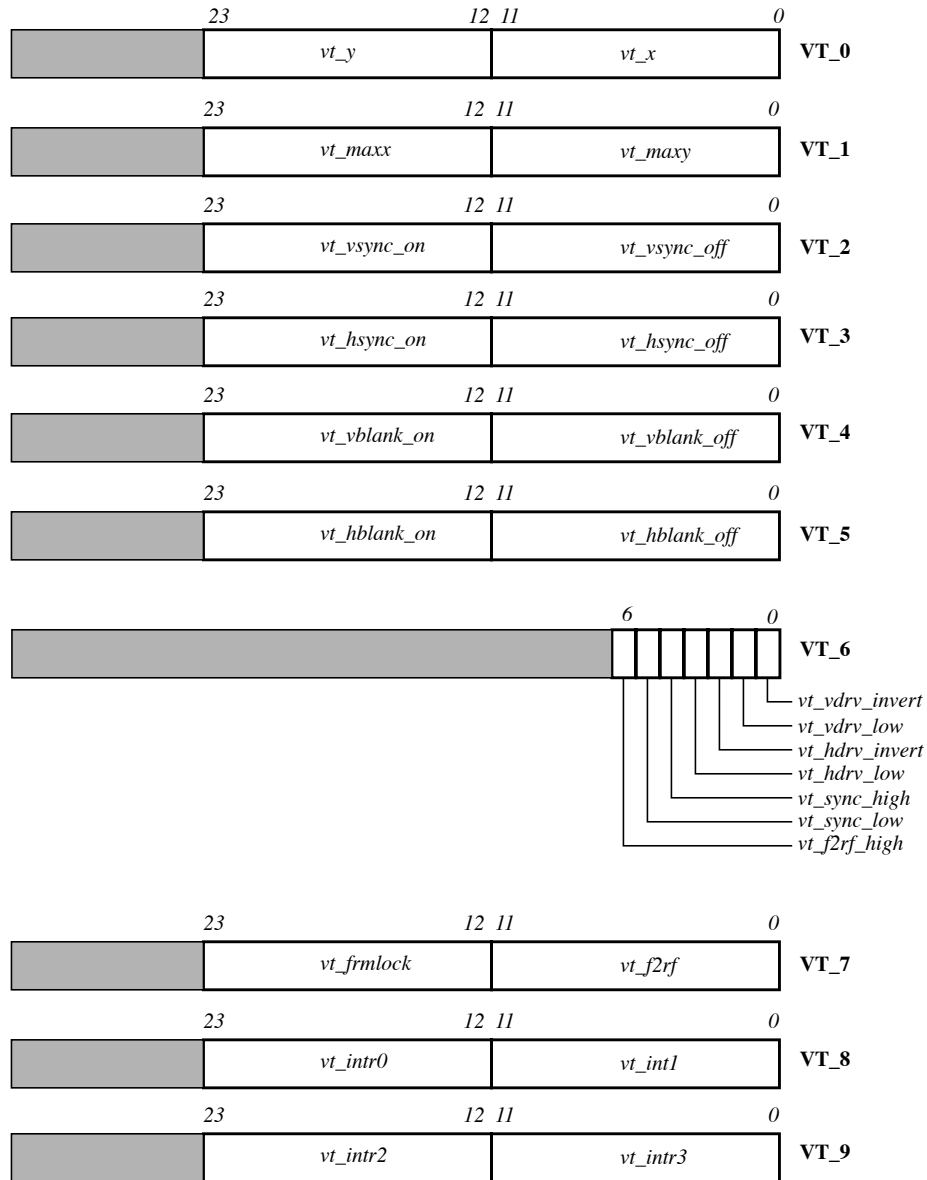 23 12 11 0
vt_y vt_x VT_0
23 12 11 0
vt_maxx vt_maxy VT_1
23 12 11 0
vt_vsync_on vt_vsync_off VT_2
23 12 11 0
vt_hsync_on vt_hsync_off VT_3
23 12 11 0
vt_vblank_on vt_vblank_off VT_4
23 12 11 0
vt_hblank_on vt_hblank_off VT_5
6 0
VT_6
vt_vdrv_invert
vt_vdrv_low
vt_hdrv_invert
vt_hdrv_low
vt_sync_high
vt_sync_low
vt_f2rf_high
23 12 11 0
vt_frmlock vt_f2rf VT_7
23 12 11 0
vt_intr0 vt_int1 VT_8
23 12 11 0
vt_intr2 vt_intr3 VT_9